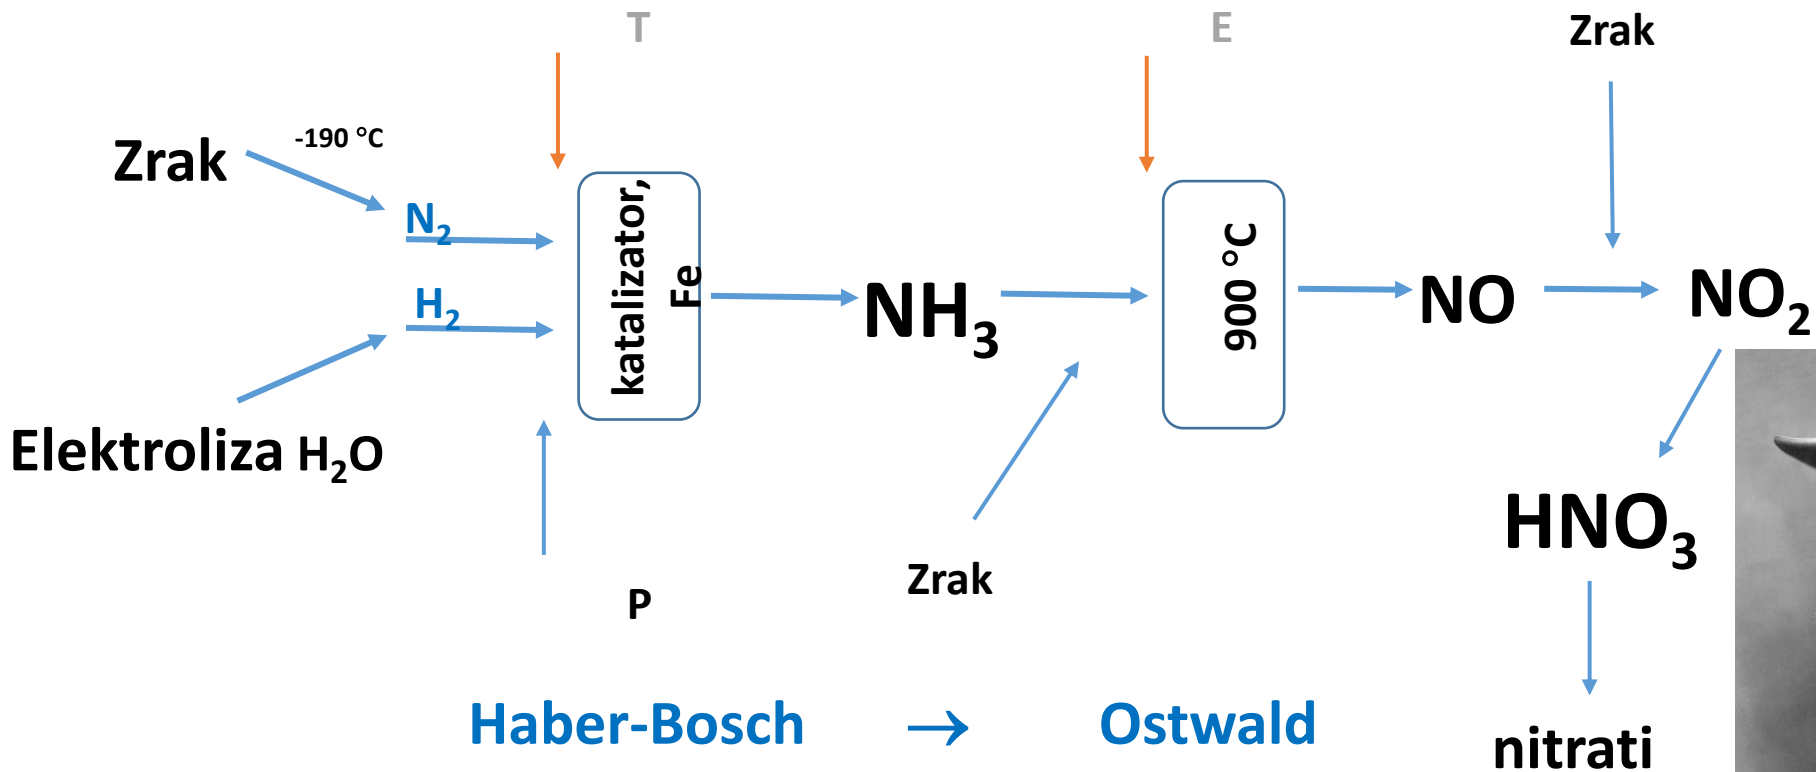 T
E
Zrak
Zrak
-190 °C
N₂
H₂
Elektroliza H₂O
katalizator,
Fe
P
NH₃
Zrak
900 °C
NO
NO₂
HNO₃
nitrati
Haber-Bosch → Ostwald